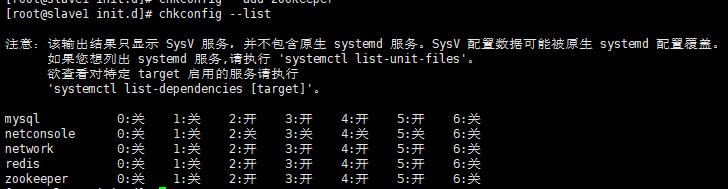 [root@slave1 init.d]# chkconfig --add zookeeper
[root@slave1 init.d]# chkconfig --list
注意：该输出结果只显示 SysV 服务，并不包含原生 systemd 服务。SysV 配置数据可能被原生 systemd 配置覆盖。
如果您想列出 systemd 服务,请执行 'systemctl list-unit-files'。
欲查看对特定 target 启用的服务请执行
'systemctl list-dependencies [target]'。
mysql 0:关 1:关 2:开 3:开 4:开 5:开 6:关
netconsole 0:关 1:关 2:关 3:关 4:关 5:关 6:关
network 0:关 1:关 2:开 3:开 4:开 5:开 6:关
redis 0:关 1:关 2:开 3:开 4:开 5:开 6:关
zookeeper 0:关 1:关 2:开 3:开 4:开 5:开 6:关